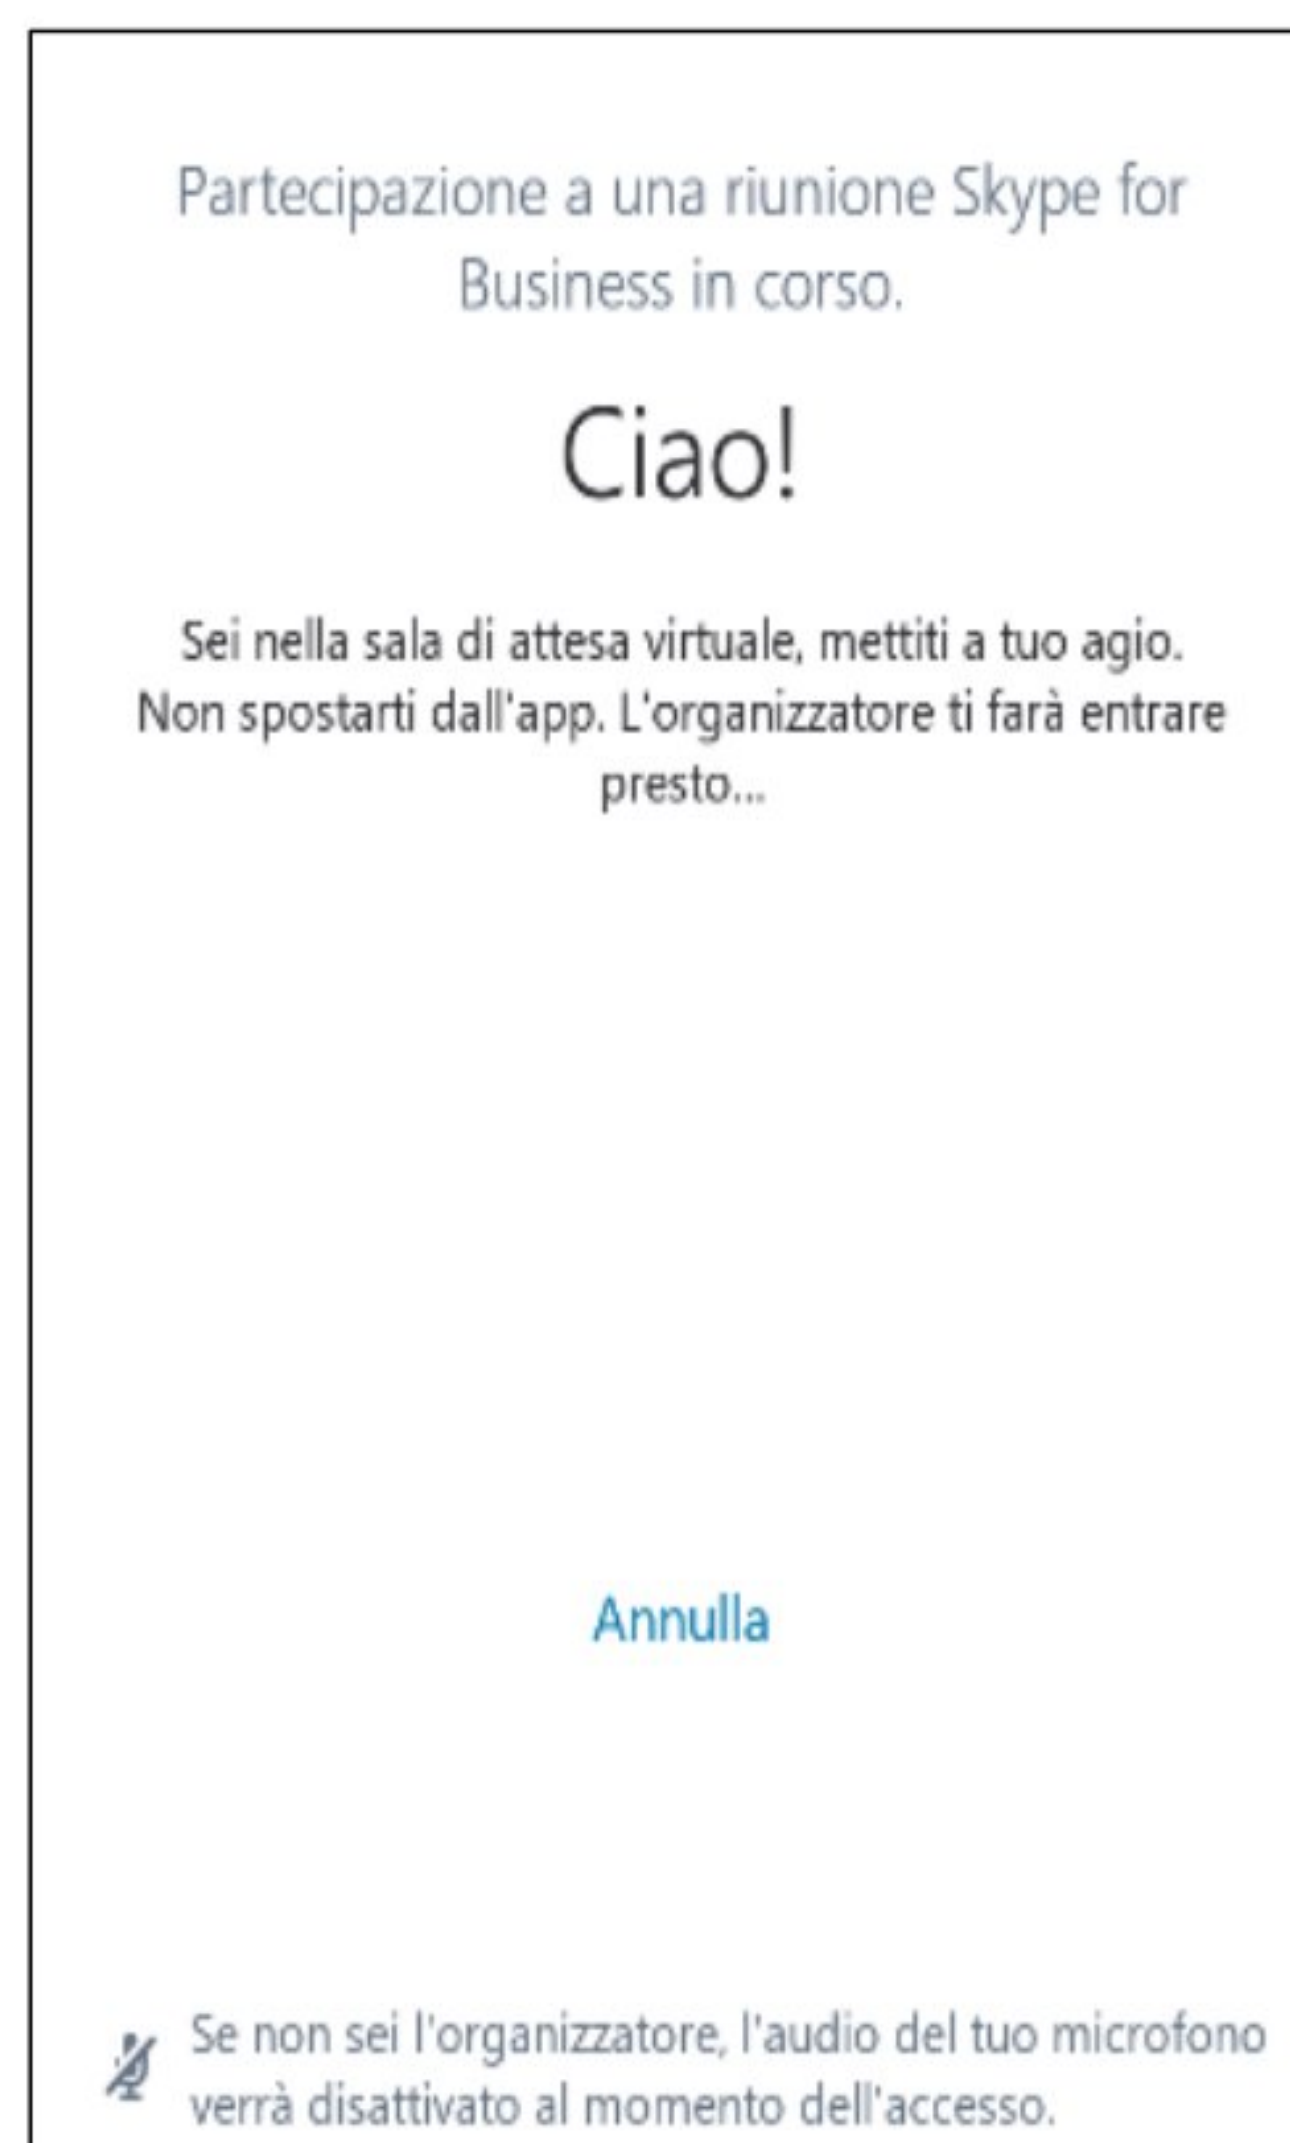 Partecipazione a una riunione Skype for
Business in corso.
Ciao!
Sei nella sala di attesa virtuale, mettiti a tuo agio.
Non spostarti dall'app. L'organizzatore ti farà entrare
presto...
Annulla
Se non sei l'organizzatore, l'audio del tuo microfono
verrà disattivato al momento dell'accesso.